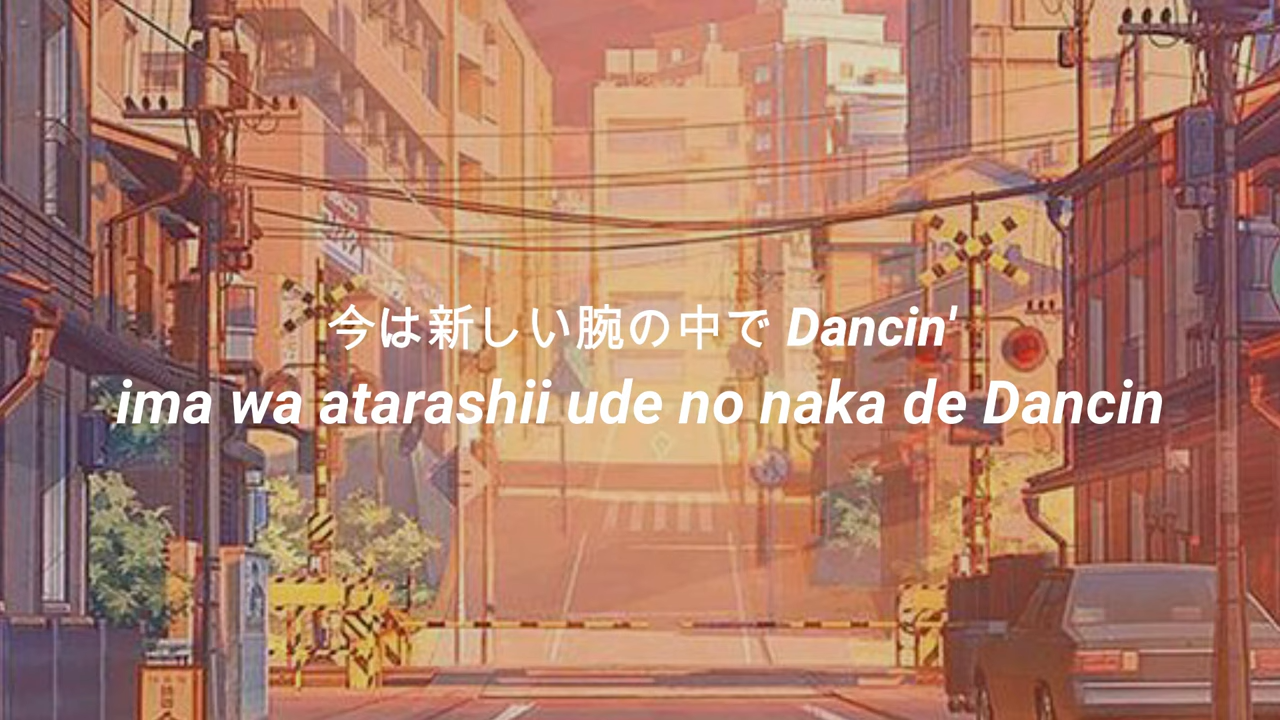 今は新しい腕の中で Dancin'
ima wa atarashii ude no naka de Dancin